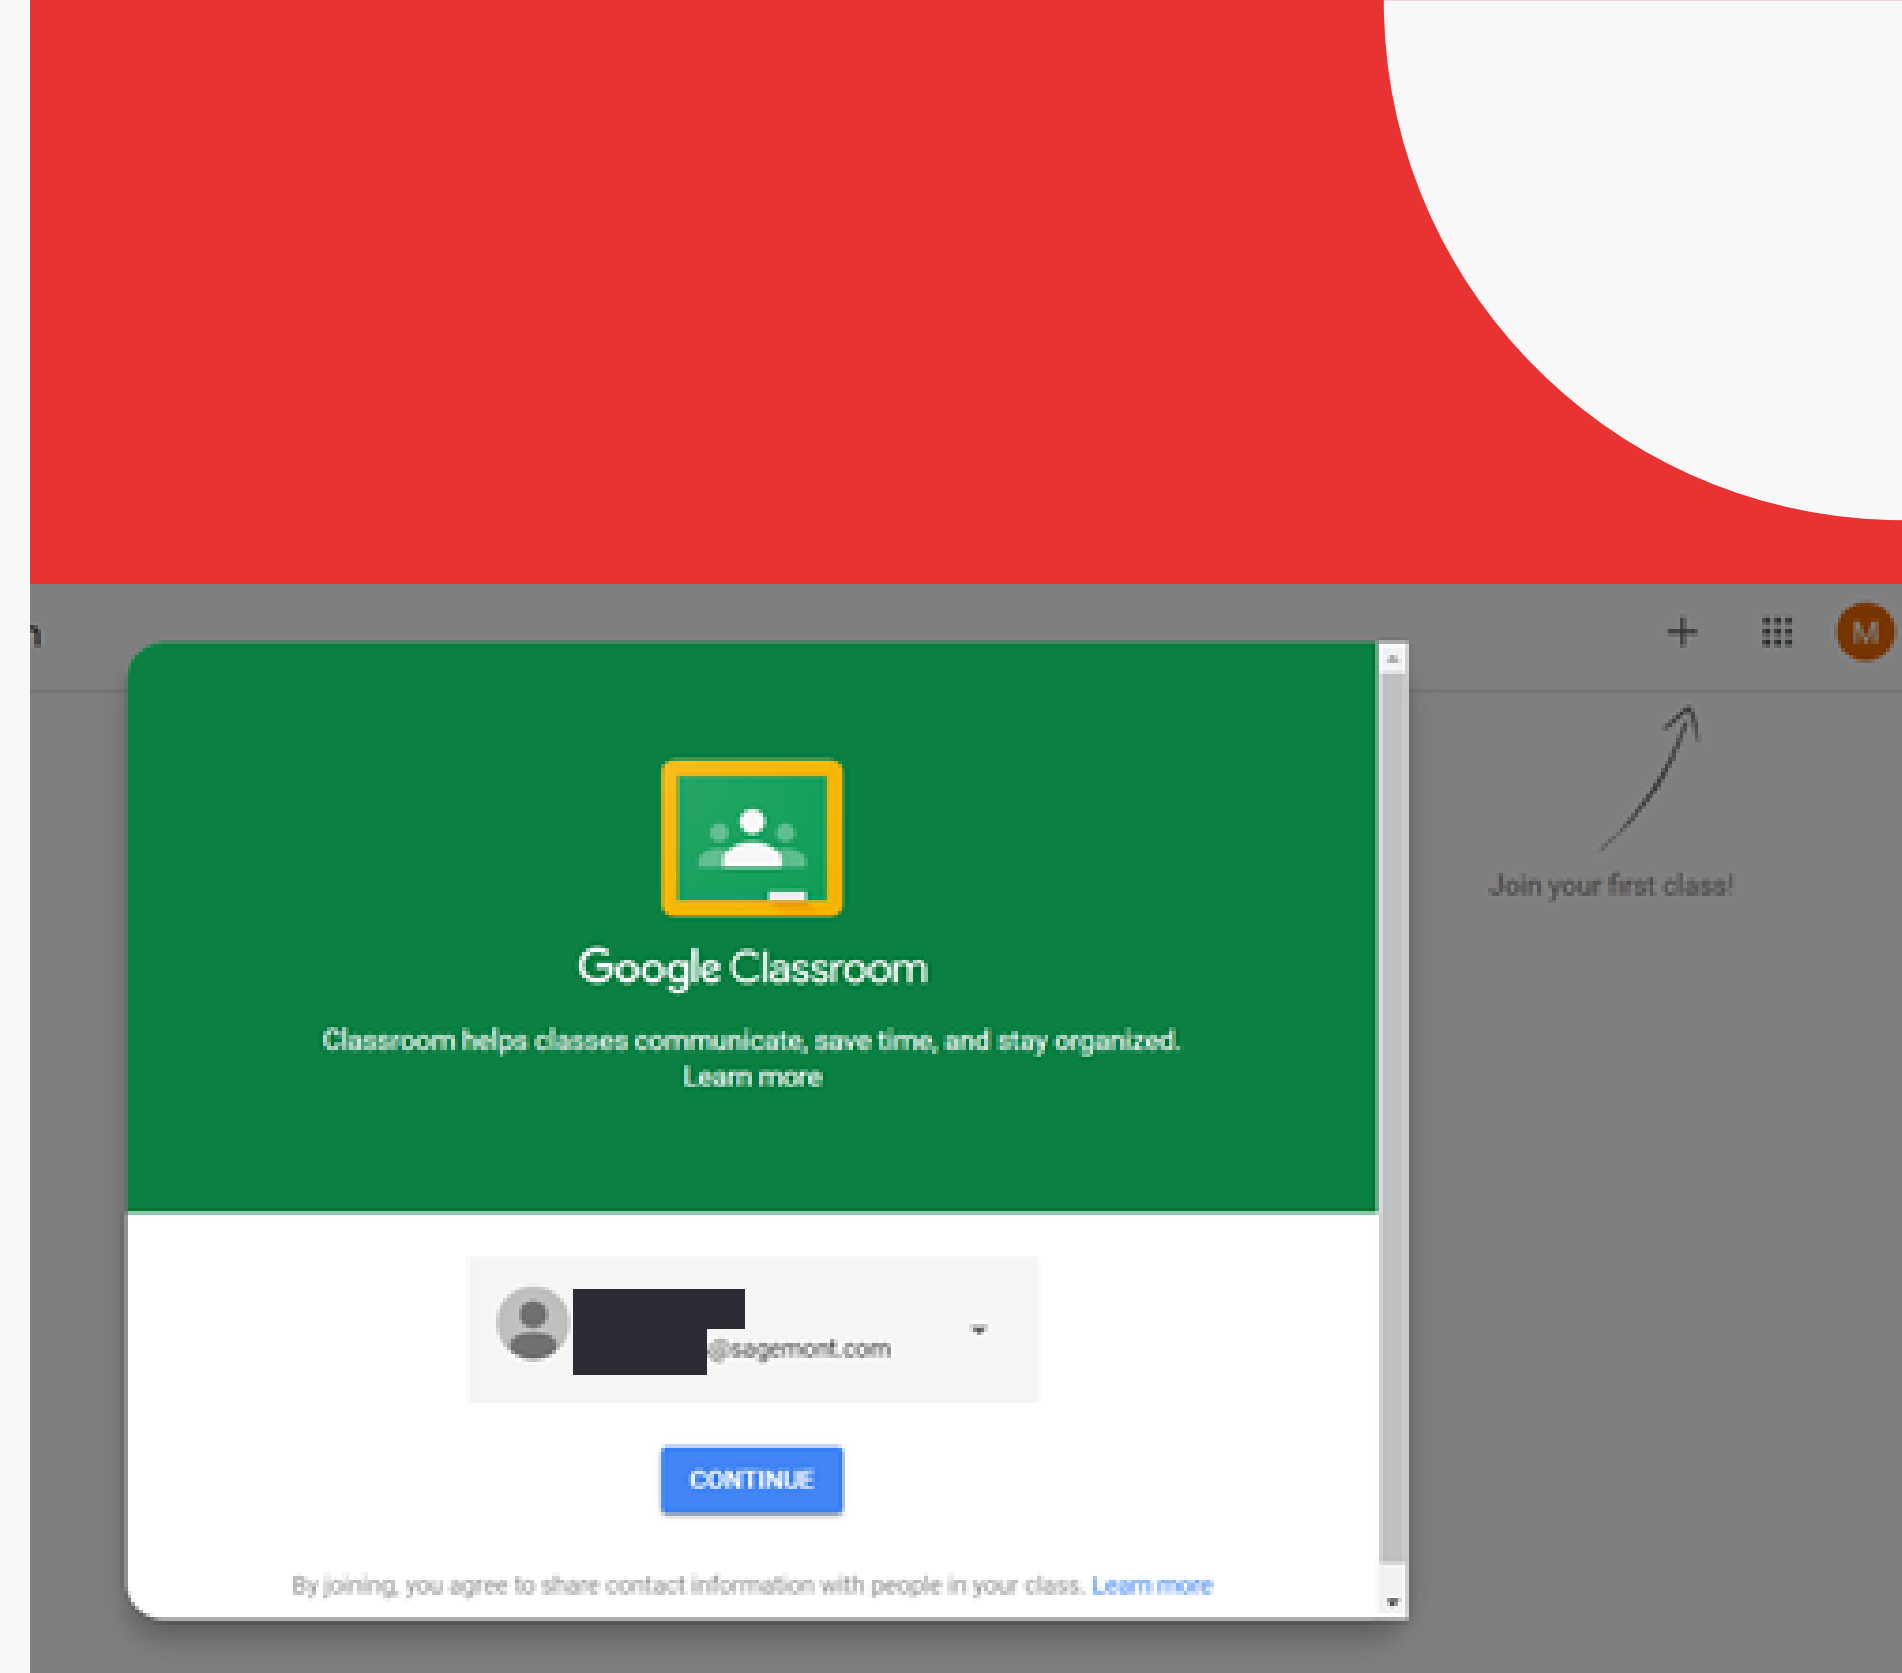 M
Join your first class!
Google Classroom
Classroom helps classes communicate, save time, and stay organized.
Learn more
@sagemont.com
CONTINUE
By joining, you agree to share contact information with people in your class. Learn more